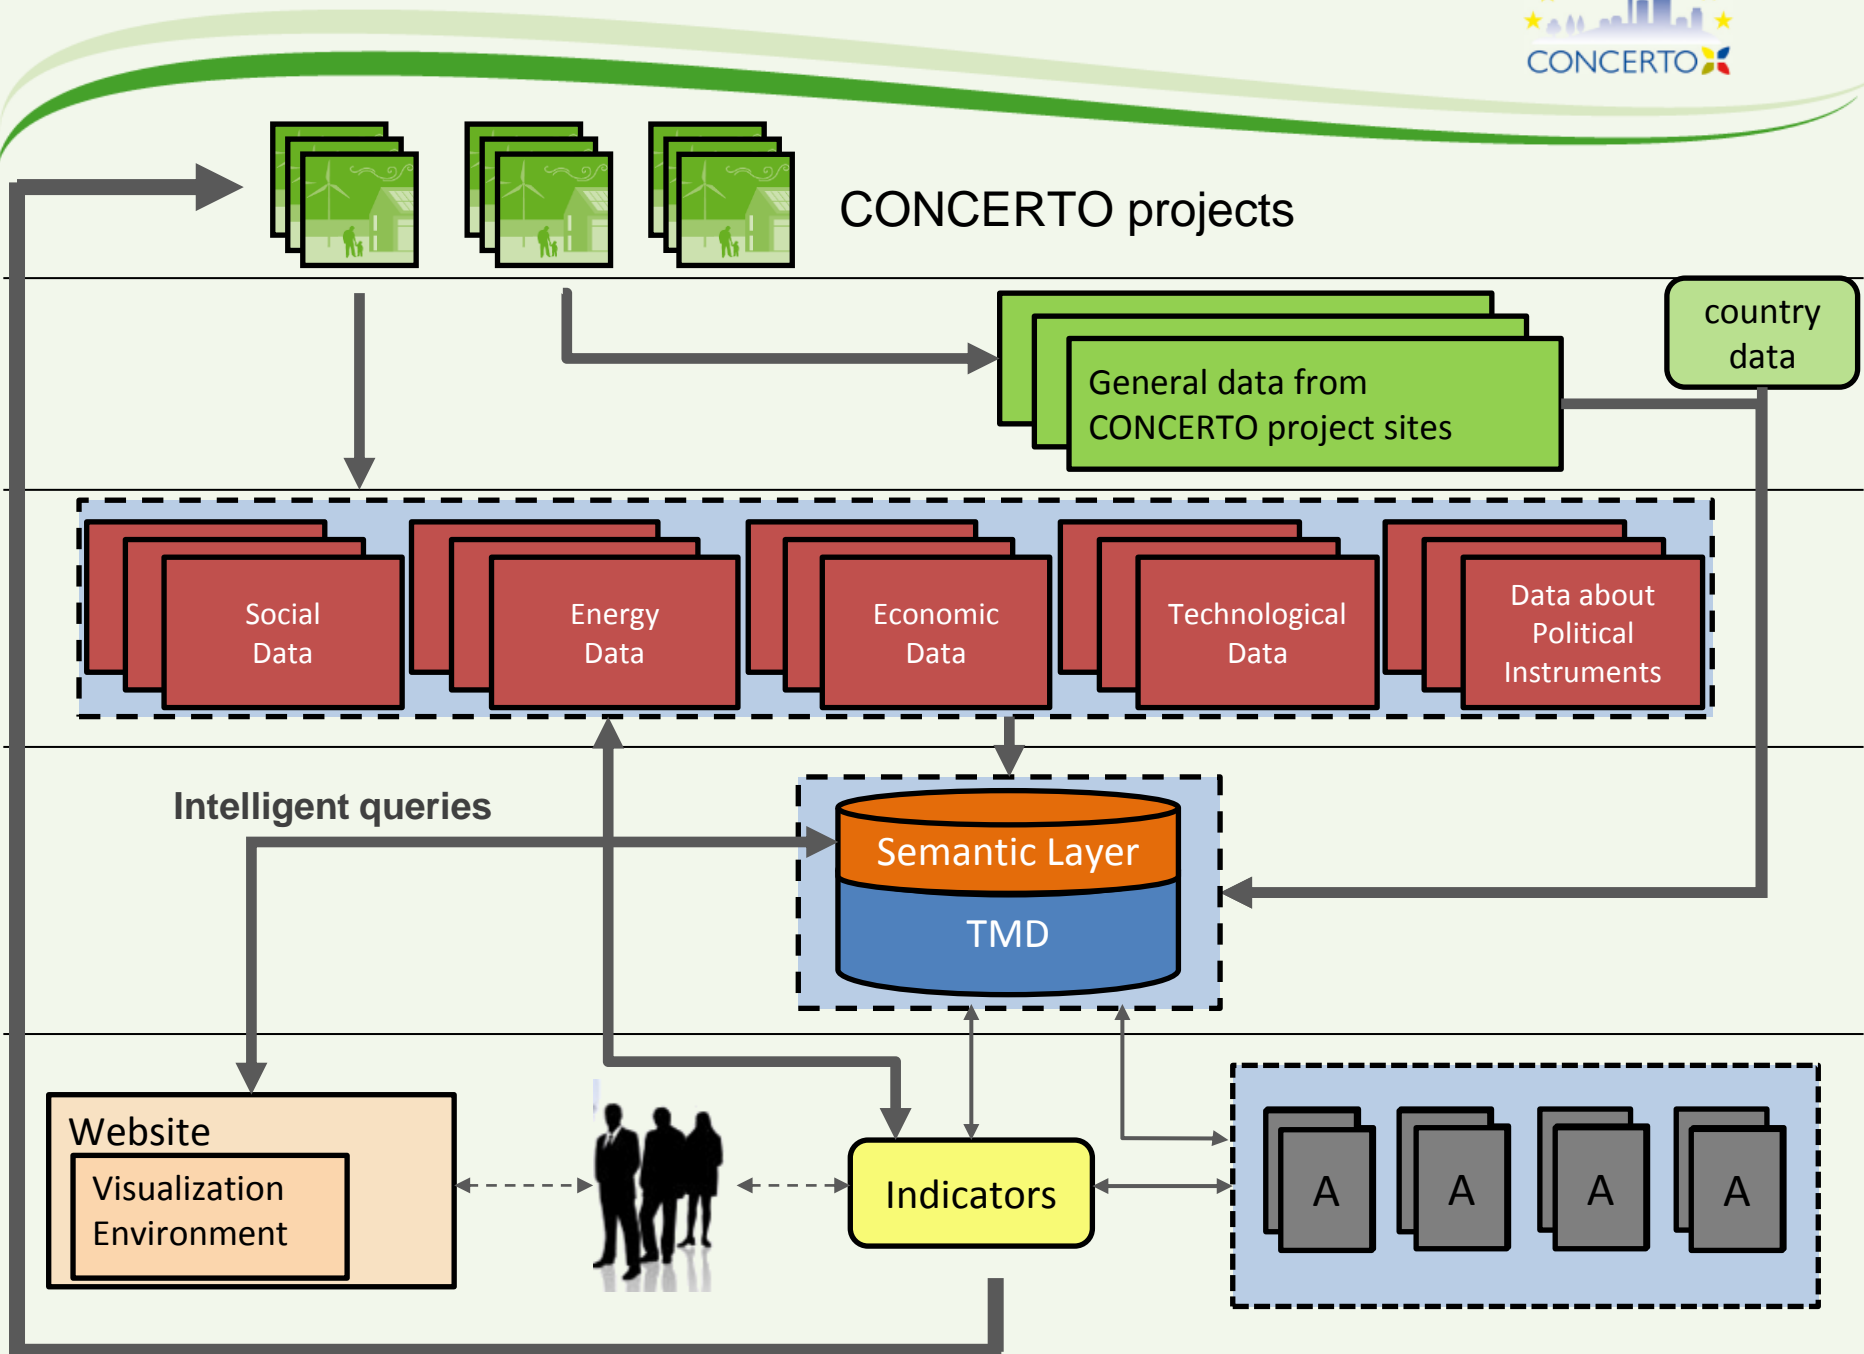 CONCERTO
CONCERTO projects
country
data
General data from
CONCERTO project sites
Social
Data
Energy
Data
Economic
Data
Technological
Data
Data about
Political
Instruments
Intelligent queries
Semantic Layer
TMD
Website
Visualization
Environment
Indicators
A
A
A
A